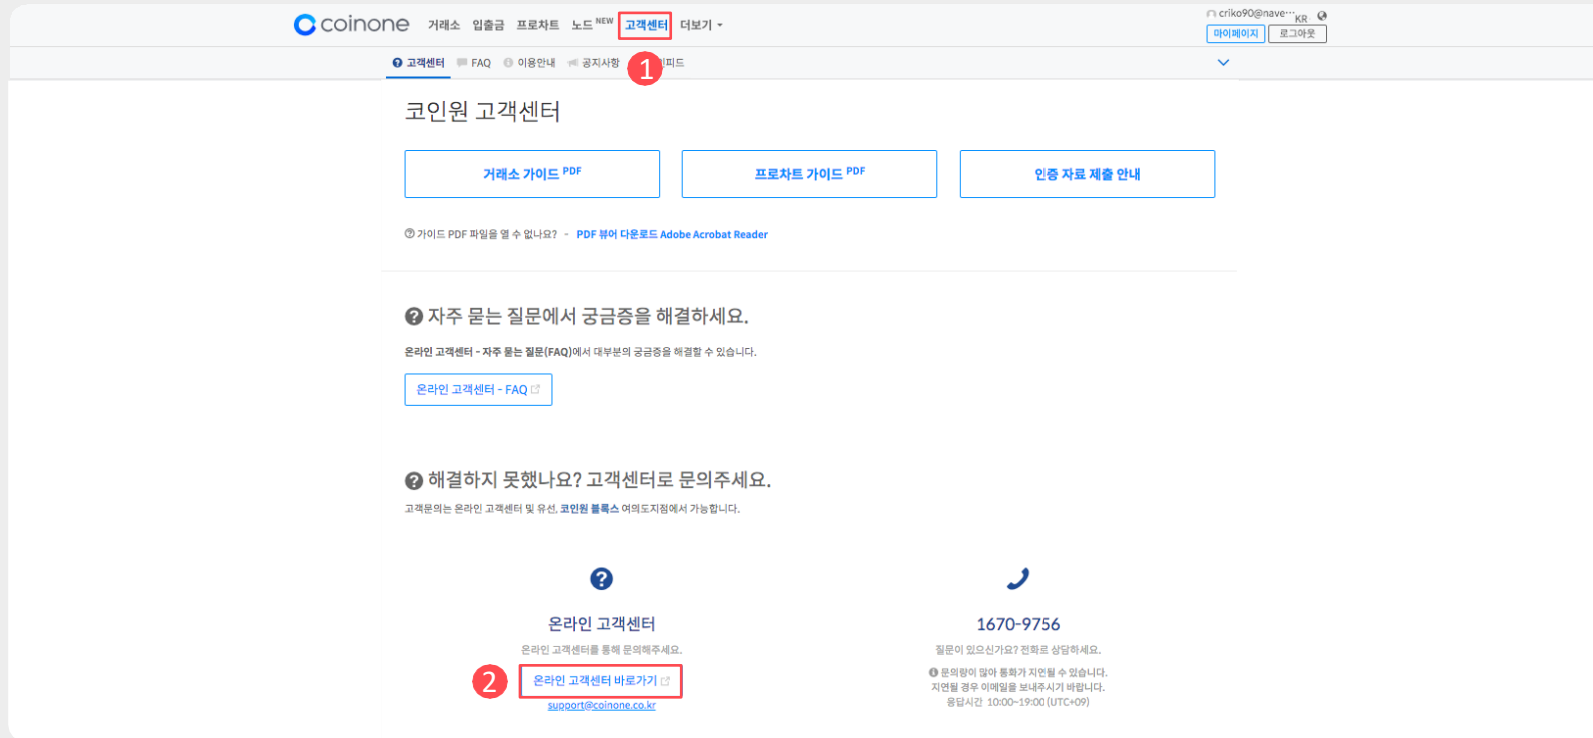 coinone 거래소 입출금 프로차트 노드 NEW 고객센터 더보기
criko90@nave… KR
마이페이지 로그아웃
고객센터 FAQ 이용안내 공지사항 1 피드
코인원 고객센터
거래소 가이드 PDF
프로차트 가이드 PDF
인증 자료 제출 안내
가이드 PDF 파일을 열 수 없나요? - PDF 뷰어 다운로드 Adobe Acrobat Reader
자주 묻는 질문에서 궁금증을 해결하세요.
온라인 고객센터 - 자주 묻는 질문(FAQ)에서 대부분의 궁금증을 해결할 수 있습니다.
온라인 고객센터 - FAQ
해결하지 못했나요? 고객센터로 문의주세요.
고객문의는 온라인 고객센터 및 유선, 코인원 블록스 여의도지점에서 가능합니다.
온라인 고객센터
온라인 고객센터를 통해 문의해주세요.
2 온라인 고객센터 바로가기
support@coinone.co.kr
1670-9756
질문이 있으신가요? 전화로 상담하세요.
문의량이 많아 통화가 지연될 수 있습니다.
지연될 경우 이메일을 보내주시기 바랍니다.
응답시간 10:00~19:00 (UTC+09)